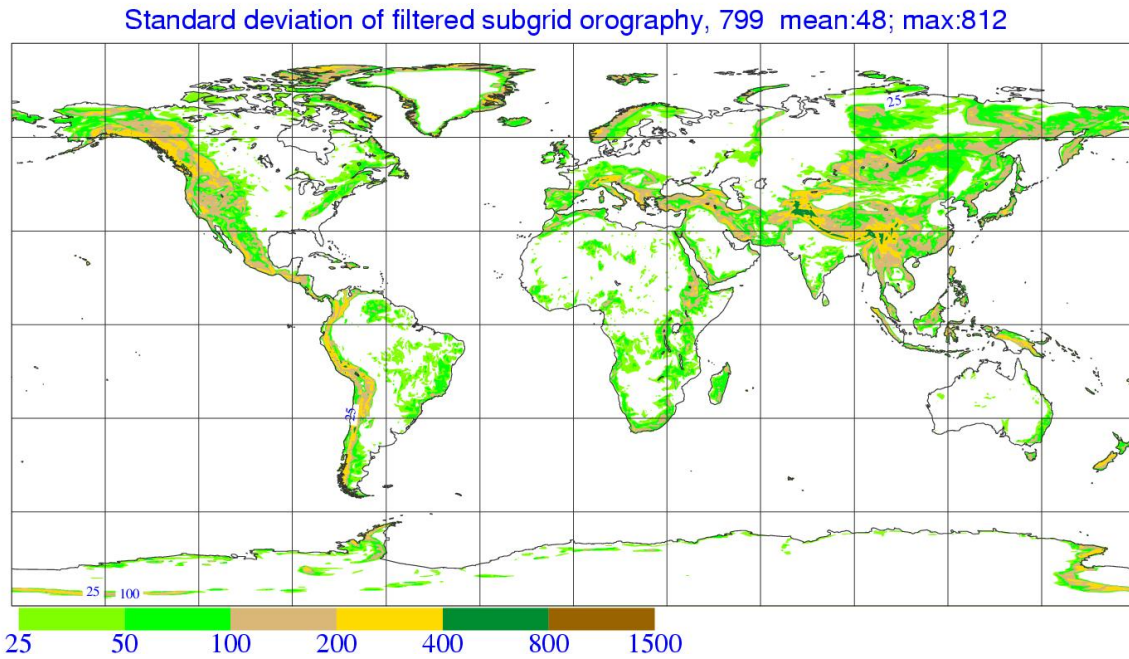 Standard deviation of filtered subgrid orography, 799 mean:48; max:812
25
25
25 100
25 50 100 200 400 800 1500